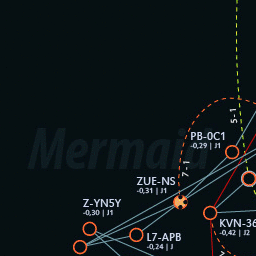 5-1
PB-0C1
-0,29 | J1
Mermaid
7-1
ZUE-NS
-0,31 | J1
Z-YN5Y
-0,30 | J1
KVN-36
-0,42 | J2
L7-APB
-0,24 | J